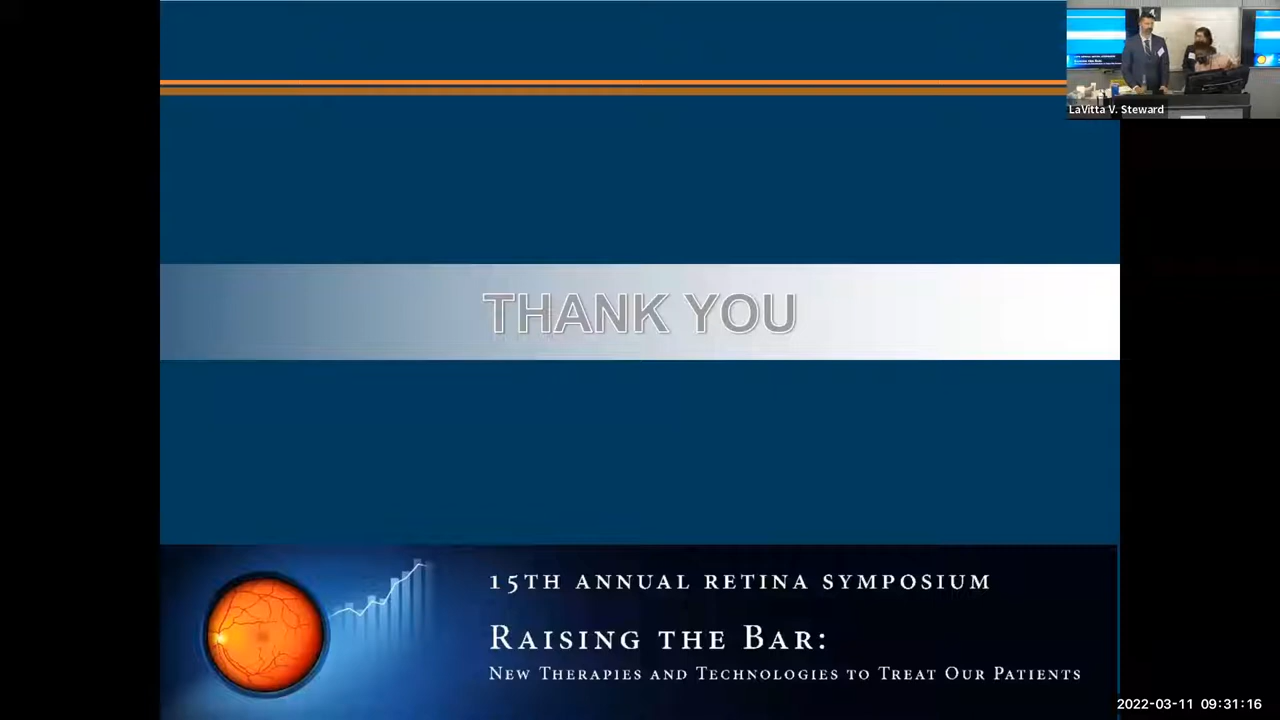 LaVitta V. Steward
THANK YOU
15TH ANNUAL RETINA SYMPOSIUM
RAISING THE BAR:
NEW THERAPIES AND TECHNOLOGIES TO TREAT OUR PATIENTS
2022-03-11 09:31:16